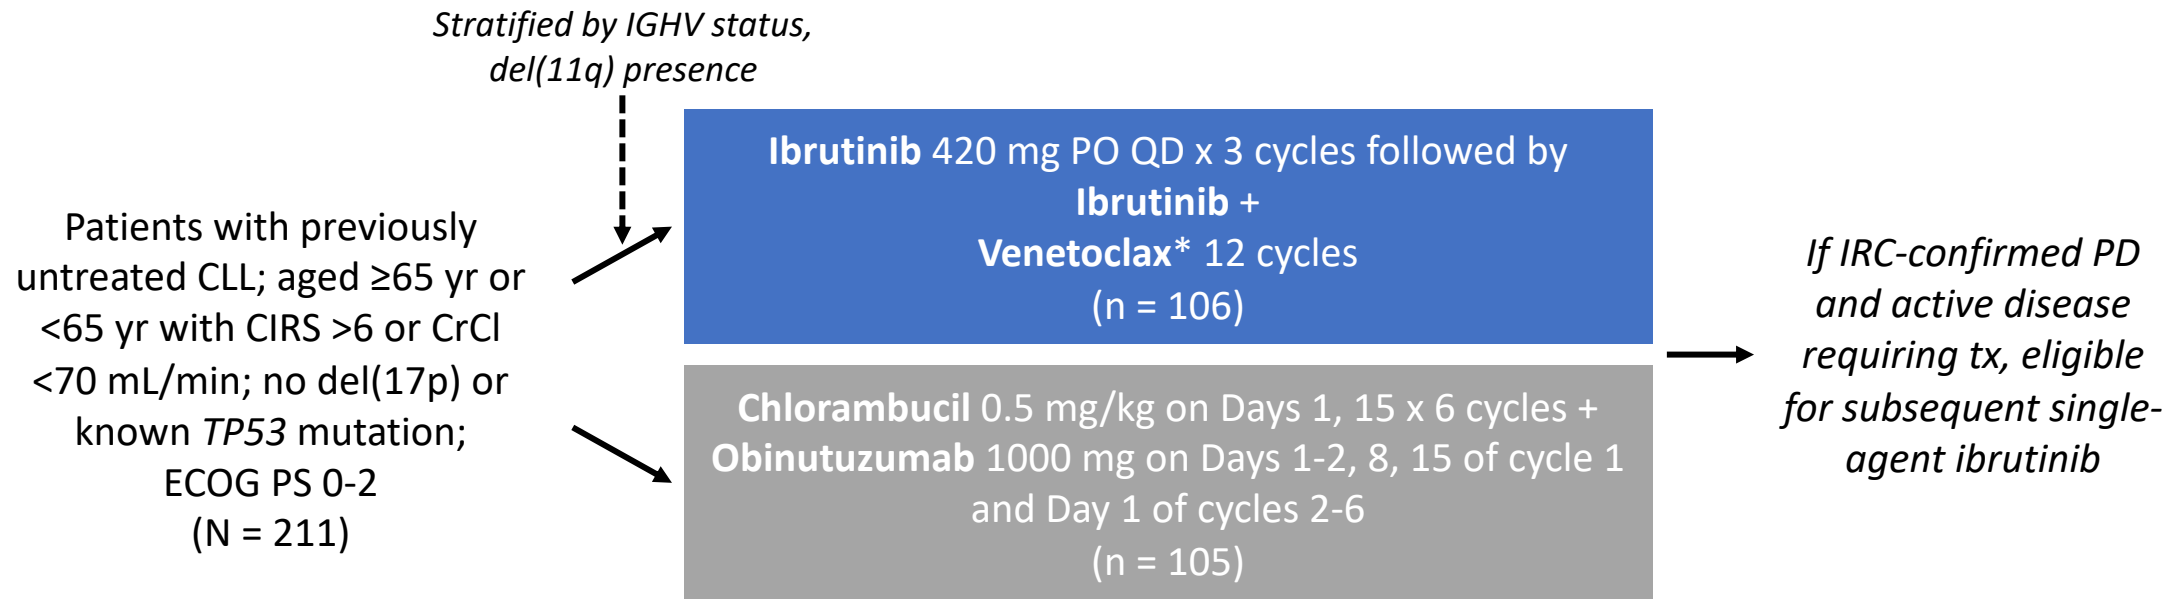 Stratified by IGHV status,
del(11q) presence
Patients with previously
untreated CLL; aged ≥65 yr or
<65 yr with CIRS >6 or CrCl
<70 mL/min; no del(17p) or
known TP53 mutation;
ECOG PS 0-2
(N = 211)
Ibrutinib 420 mg PO QD x 3 cycles followed by
Ibrutinib +
Venetoclax* 12 cycles
(n = 106)
Chlorambucil 0.5 mg/kg on Days 1, 15 x 6 cycles +
Obinutuzumab 1000 mg on Days 1-2, 8, 15 of cycle 1
and Day 1 of cycles 2-6
(n = 105)
If IRC-confirmed PD
and active disease
requiring tx, eligible
for subsequent single-
agent ibrutinib